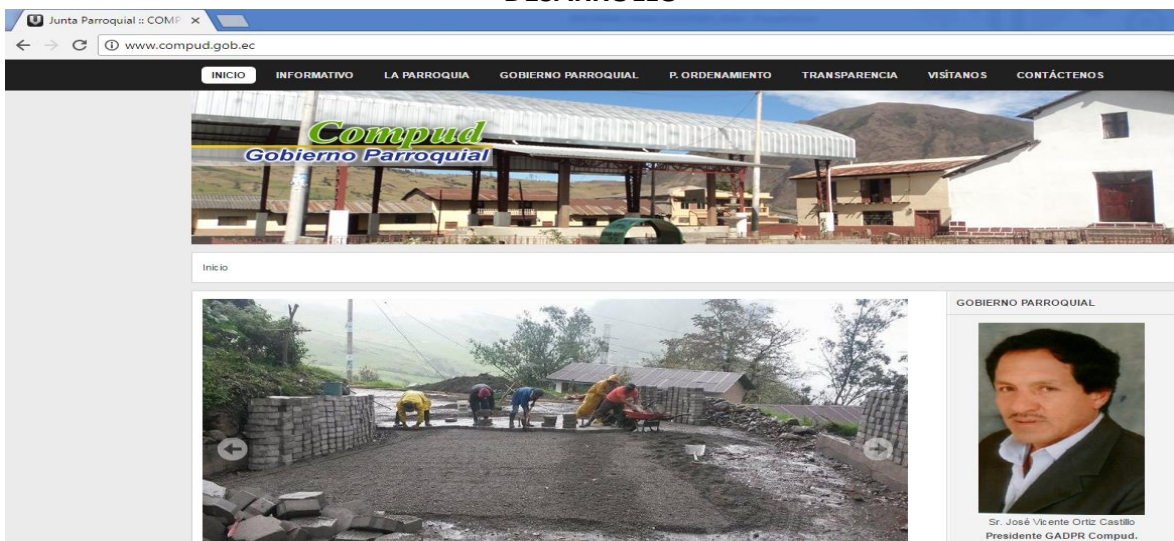 DESARROLLO
Junta Parroquial :: COMP
www.compud.gob.ec
INICIO INFORMATIVO LA PARROQUIA GOBIERNO PARROQUIAL P. ORDENAMIENTO TRANSPARENCIA VISÍTANOS CONTÁCTENOS
Compud
Gobierno Parroquial
Inicio
GOBIERNO PARROQUIAL
Sr. José Vicente Ortiz Castillo
Presidente GADPR Compud.